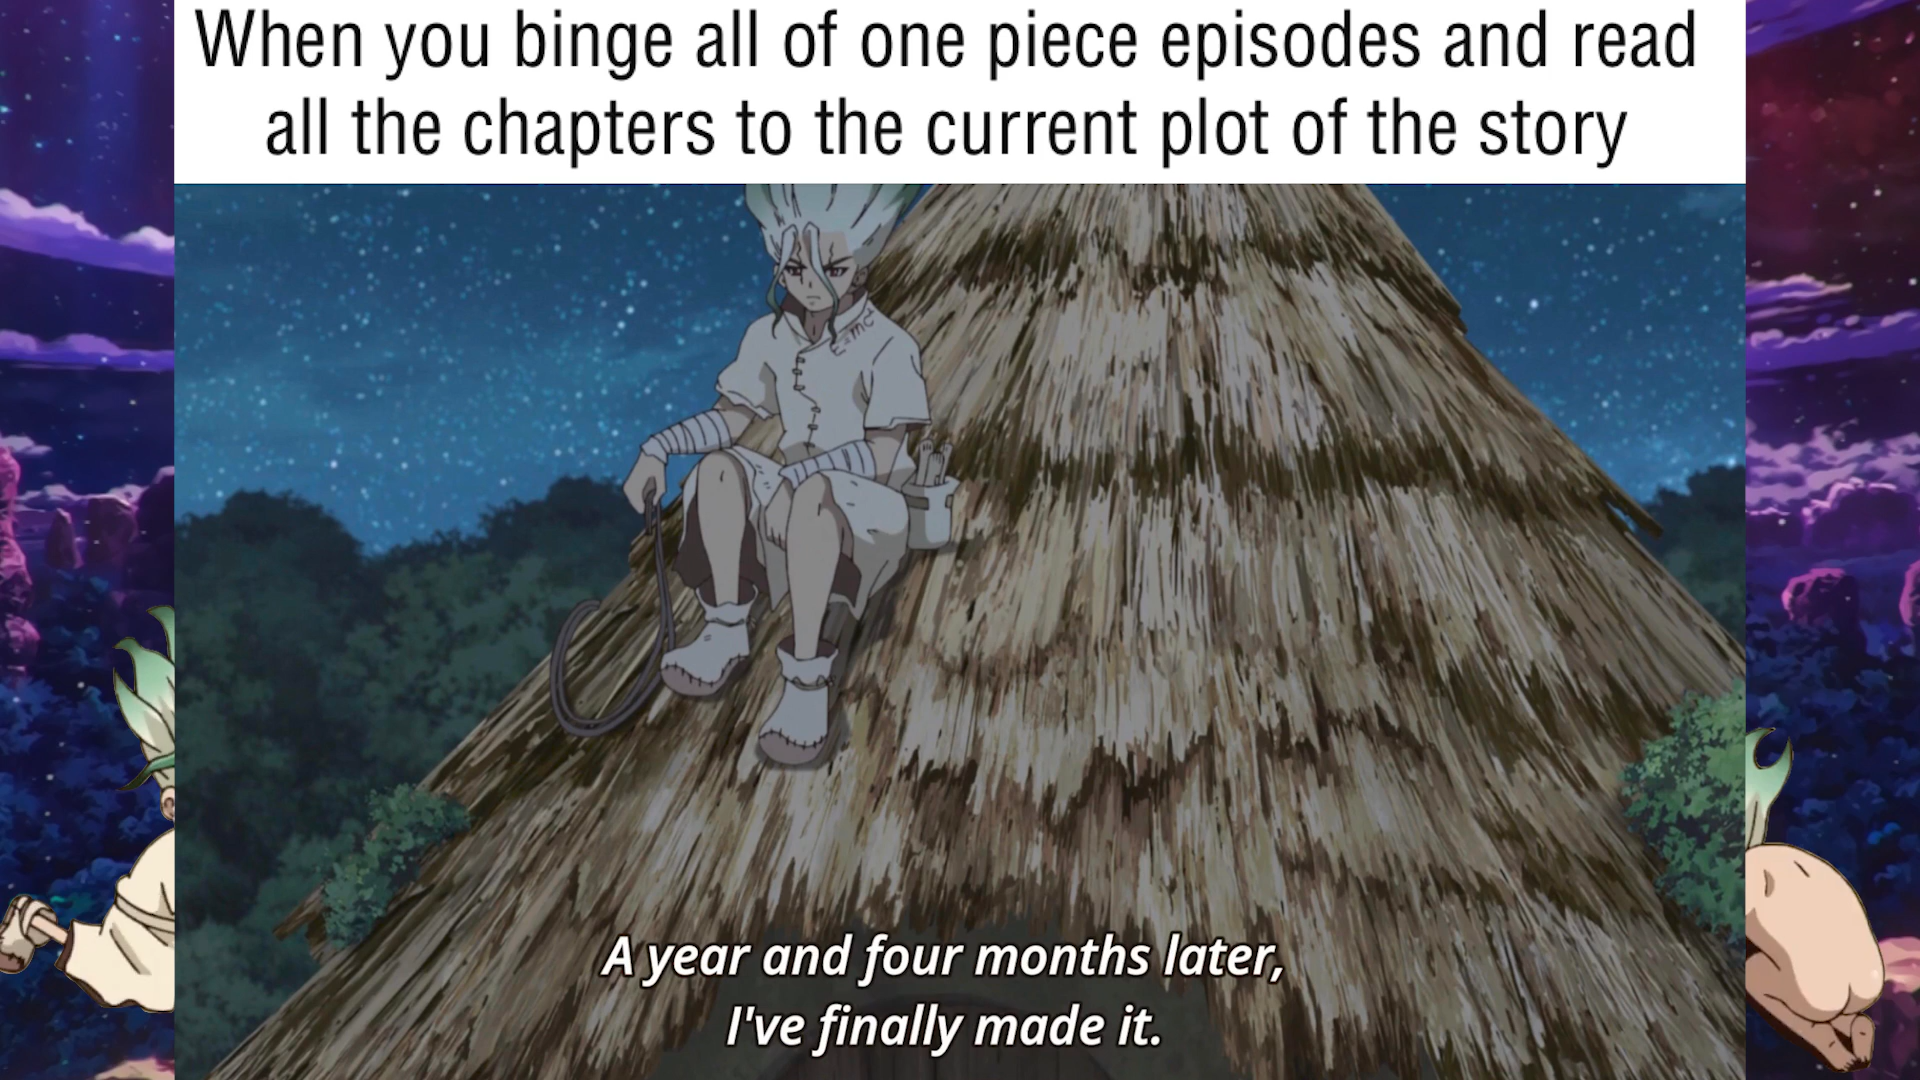 When you binge all of one piece episodes and read
all the chapters to the current plot of the story
A year and four months later,
I've finally made it.